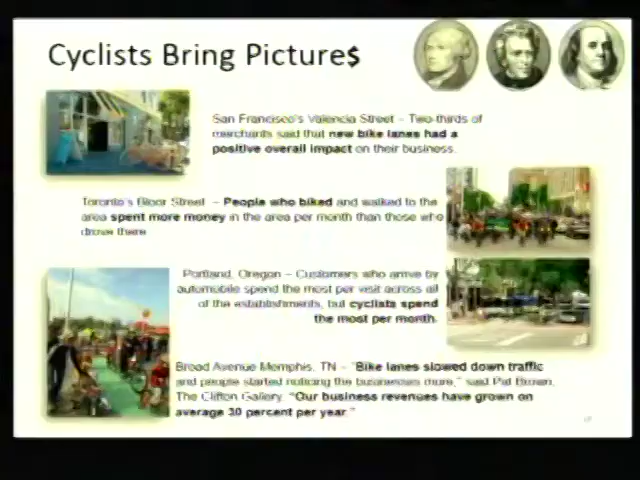 Cyclists Bring Picture$
San Francisco's Valencia Street – Two-thirds of
merchants said that new bike lanes had a
positive overall impact on their business.
Toronto's Bloor Street – People who biked and walked to the
area spent more money in the area per month than those who
drove there
Portland, Oregon – Customers who arrive by
automobile spend the most per visit across all
of the establishments, but cyclists spend
the most per month.
Broad Avenue Memphis, TN – "Bike lanes slowed down traffic
and people started noticing the businesses more," said Pat Brown,
The Clifton Gallery. "Our business revenues have grown on
average 30 percent per year."